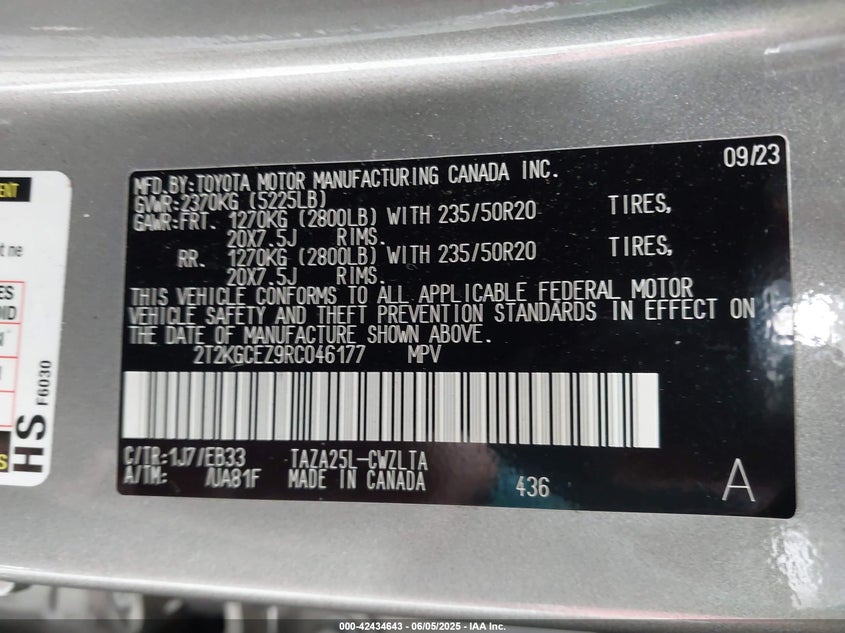 09/23
MFD. BY: TOYOTA MOTOR MANUFACTURING CANADA INC.
GVWR: 2370KG (5225LB)
GAWR: FRT. 1270KG (2800LB) WITH 235/50R20 TIRES,
20X7.5J RIMS.
RR. 1270KG (2800LB) WITH 235/50R20 TIRES,
20X7.5J RIMS.
THIS VEHICLE CONFORMS TO ALL APPLICABLE FEDERAL MOTOR
VEHICLE SAFETY AND THEFT PREVENTION STANDARDS IN EFFECT ON
THE DATE OF MANUFACTURE SHOWN ABOVE.
2T2KGCEZ9RC046177 MPV
C/TR: 1J7/EB33 TAZA25L-CWZLTA
A/TM: /UA81F MADE IN CANADA 436 A
HS F6030
000-42434643 / 06/05/2025 - IAA Inc.